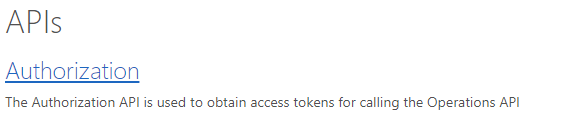 APIs
Authorization
The Authorization API is used to obtain access tokens for calling the Operations API